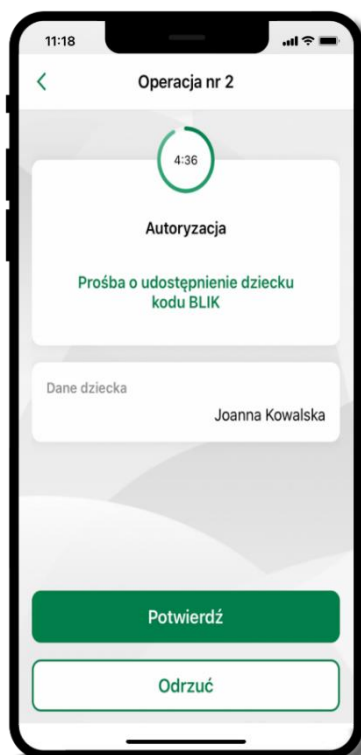 11:18
Operacja nr 2
4:36
Autoryzacja
Prośba o udostępnienie dziecku
kodu BLIK
Dane dziecka
Joanna Kowalska
Potwierdź
Odrzuć